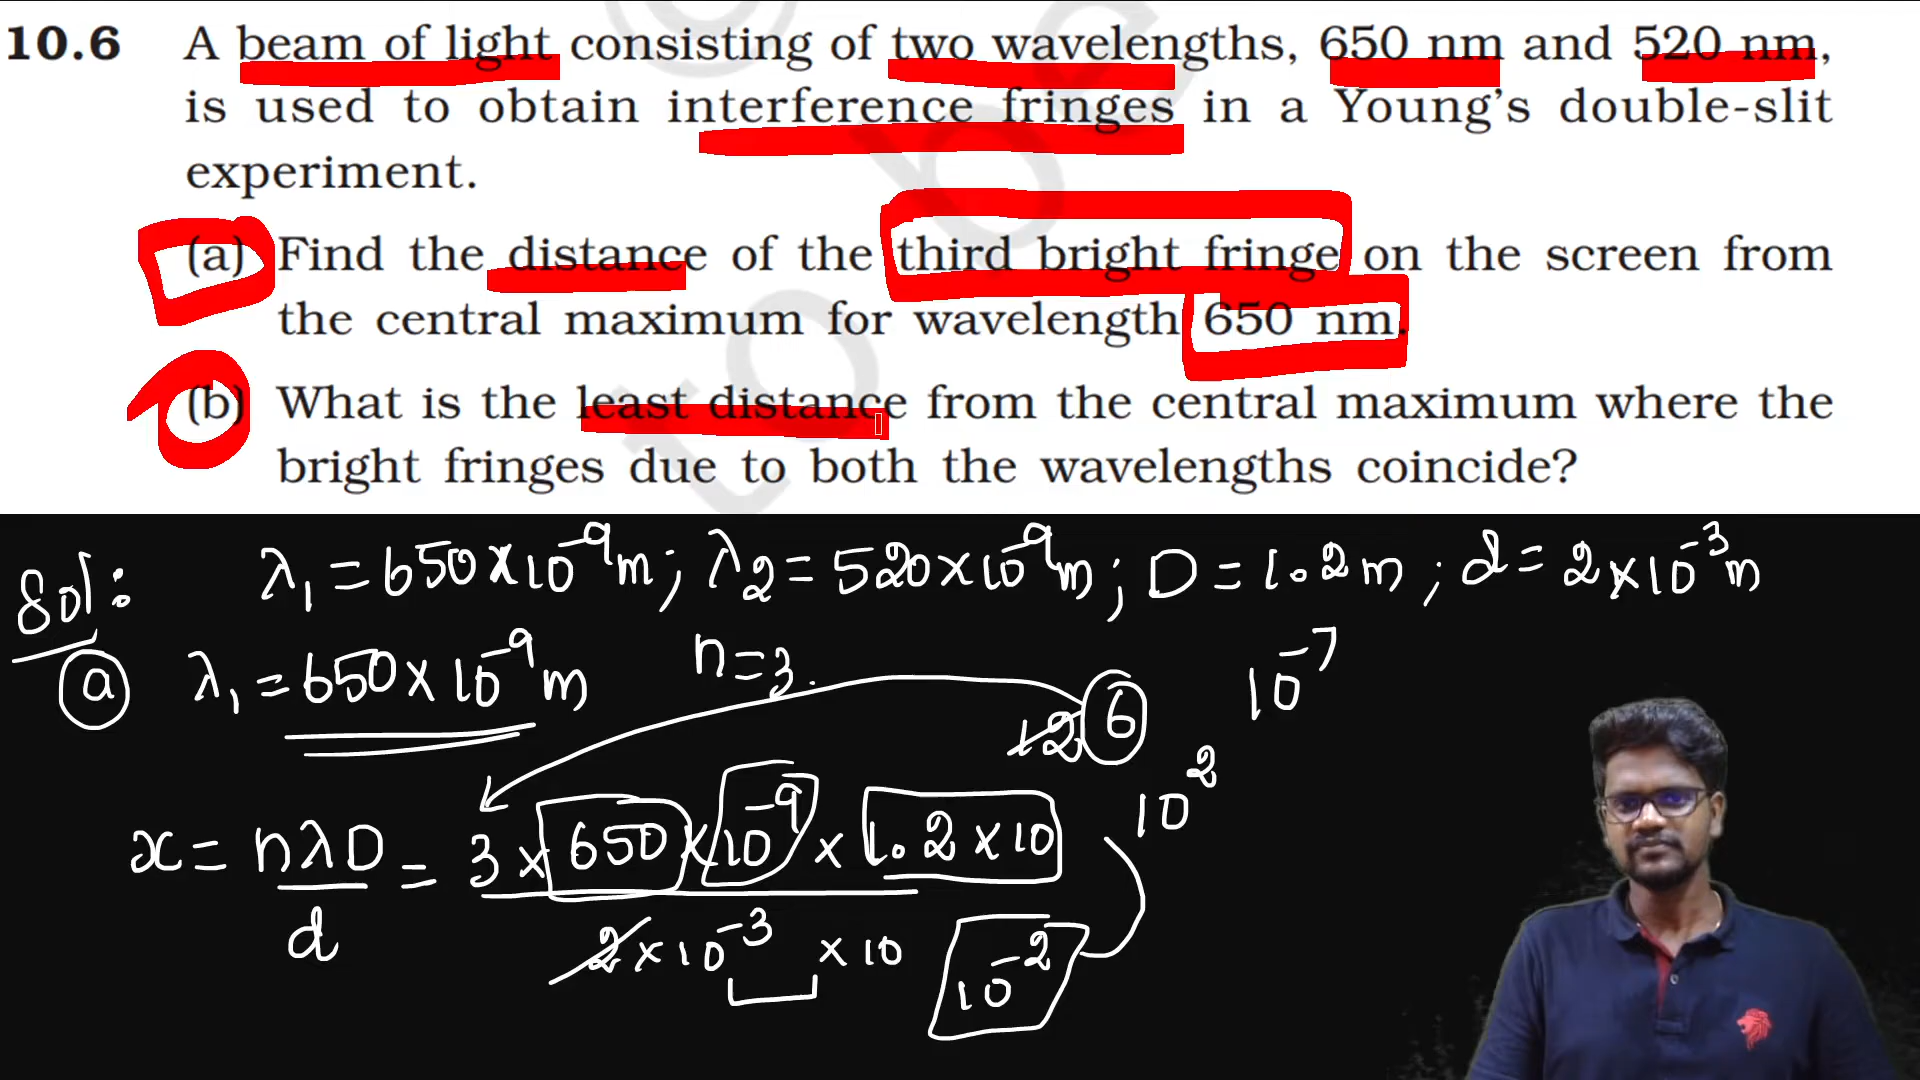 10.6 A beam of light consisting of two wavelengths, 650 nm and 520 nm,
is used to obtain interference fringes in a Young's double-slit
experiment.
(a) Find the distance of the third bright fringe on the screen from
the central maximum for wavelength 650 nm.
(b) What is the least distance from the central maximum where the
bright fringes due to both the wavelengths coincide?
to be
Sol: λ₁ = 650 × 10⁻⁹ m ; λ₂ = 520 × 10⁻⁹ m ; D = 1.2 m ; d = 2 × 10⁻³ m
(a) λ₁ = 650 × 10⁻⁹ m n = 3. 10⁻⁷
12 6
10²
x = nλD / d = 3 × 650 × 10⁻⁹ × 1.2 × 10 / 2 × 10⁻³ × 10
10⁻²